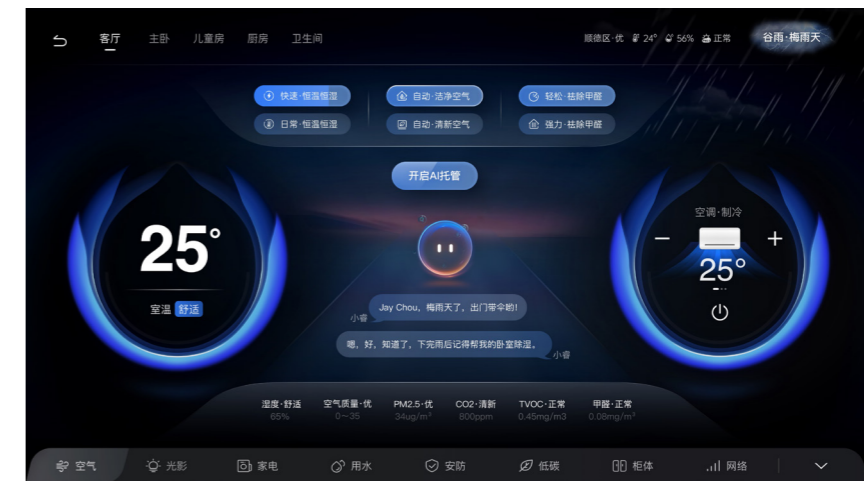 客厅 主卧 儿童房 厨房 卫生间 顺德区·优 24° 56% 正常 谷雨·梅雨天
快速·恒温恒湿 自动·洁净空气 轻松·祛除甲醛
日常·恒温恒湿 自动·清新空气 强力·祛除甲醛
开启AI托管
空调·制冷
25°
− +
25°
室温 舒适
Jay Chou，梅雨天了，出门带伞哟!
小睿
嗯，好，知道了，下完雨后记得帮我的卧室除湿。
小睿
湿度·舒适 空气质量·优 PM2.5·优 CO2·清新 TVOC·正常 甲醛·正常
65% 0～35 34ug/m³ 800ppm 0.45mg/m3 0.08mg/m³
空气 光影 家电 用水 安防 低碳 柜体 网络